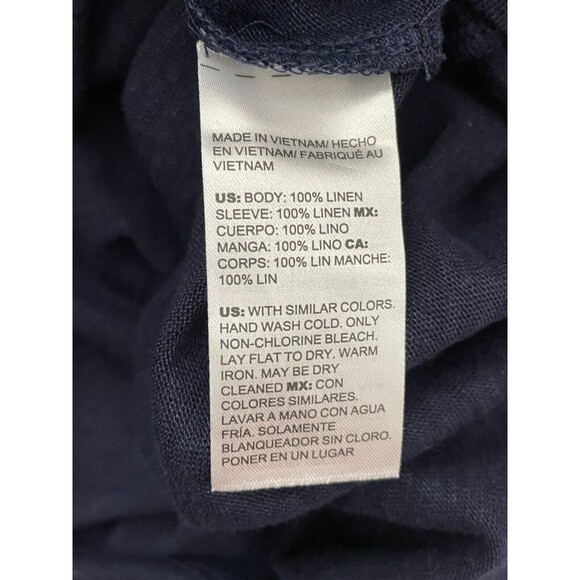 MADE IN VIETNAM/ HECHO
EN VIETNAM/ FABRIQUÉ AU
VIETNAM
US: BODY: 100% LINEN
SLEEVE: 100% LINEN MX:
CUERPO: 100% LINO
MANGA: 100% LINO CA:
CORPS: 100% LIN MANCHE:
100% LIN
US: WITH SIMILAR COLORS.
HAND WASH COLD. ONLY
NON-CHLORINE BLEACH.
LAY FLAT TO DRY. WARM
IRON. MAY BE DRY
CLEANED MX: CON
COLORES SIMILARES.
LAVAR A MANO CON AGUA
FRÍA. SOLAMENTE
BLANQUEADOR SIN CLORO.
PONER EN UN LUGAR